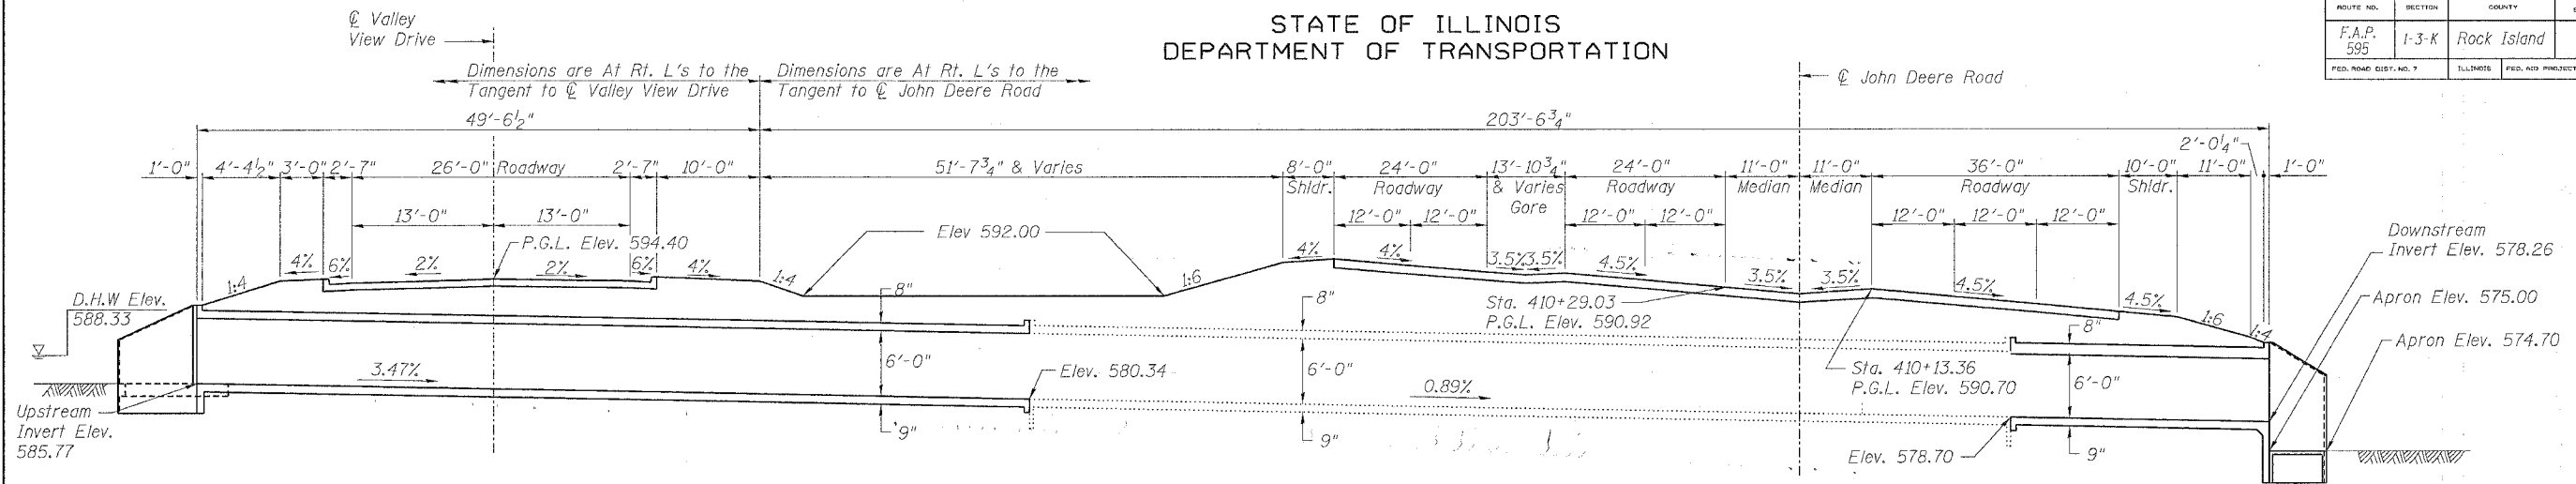 STATE OF ILLINOIS
DEPARTMENT OF TRANSPORTATION
ROUTE NO. SECTION COUNTY
F.A.P. 595 1-3-K Rock Island
FED. ROAD DIST. NO. 7 ILLINOIS FED. AID PROJECT
℄ Valley
View Drive
Dimensions are At Rt. L's to the
Tangent to ℄ Valley View Drive
Dimensions are At Rt. L's to the
Tangent to ℄ John Deere Road
℄ John Deere Road
49'-6½" 203'-6¾"
2'-0¼"
1'-0" 4'-4½" 3'-0" 2'-7" 26'-0" Roadway 2'-7" 10'-0" 51'-7¾" & Varies 8'-0" 24'-0" 13'-10¾" 24'-0" 11'-0" 11'-0" 36'-0" 10'-0" 11'-0" 1'-0"
Shldr. Roadway & Varies Roadway Median Median Roadway Shldr.
Gore
13'-0" 13'-0" 12'-0" 12'-0" 12'-0" 12'-0" 12'-0" 12'-0" 12'-0"
P.G.L. Elev. 594.40
Elev 592.00
Downstream
Invert Elev. 578.26
1:4 4% 6% 2% 2% 6% 4% 1:4 1:6 4% 4% 3.5% 3.5% 4.5% 3.5% 3.5% 4.5% 4.5% 1:6 1:4
D.H.W Elev.
588.33
8" 8" 8"
Sta. 410+29.03
P.G.L. Elev. 590.92
Apron Elev. 575.00
Apron Elev. 574.70
3.47%
6'-0" 6'-0" 6'-0"
Elev. 580.34
0.89%
Sta. 410+13.36
P.G.L. Elev. 590.70
Upstream
Invert Elev.
585.77
9" 9" 9"
Elev. 578.70